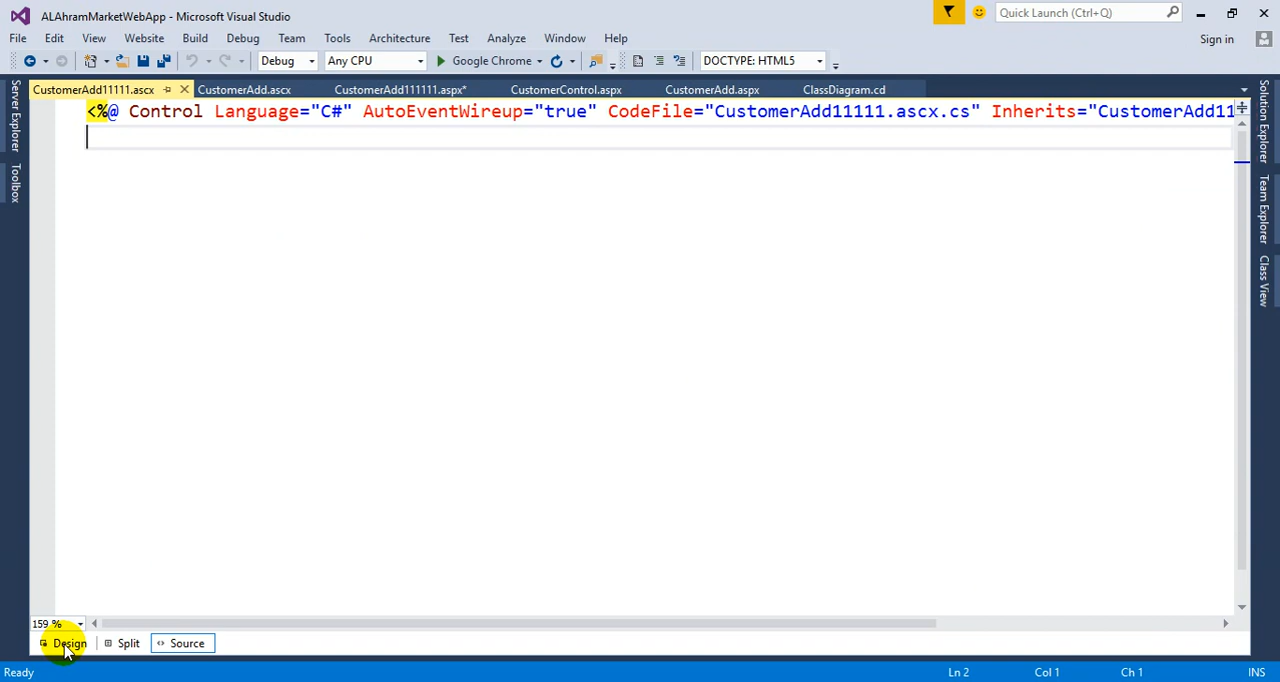 ALAhramMarketWebApp - Microsoft Visual Studio
Quick Launch (Ctrl+Q)
File Edit View Website Build Debug Team Tools Architecture Test Analyze Window Help
Sign in
Debug Any CPU Google Chrome DOCTYPE: HTML5
CustomerAdd11111.ascx CustomerAdd.ascx CustomerAdd111111.aspx* CustomerControl.aspx CustomerAdd.aspx ClassDiagram.cd
<%@ Control Language="C#" AutoEventWireup="true" CodeFile="CustomerAdd11111.ascx.cs" Inherits="CustomerAdd11
Server Explorer
Toolbox
Solution Explorer
Team Explorer
Class View
159 %
Design Split Source
Ready Ln 2 Col 1 Ch 1 INS